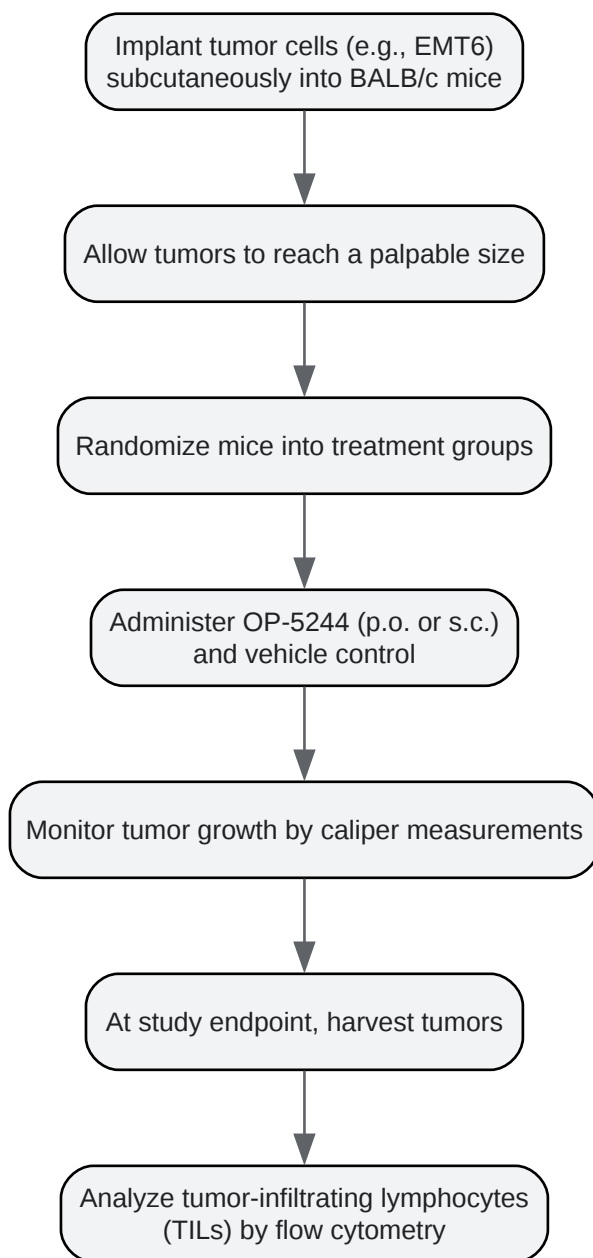 Implant tumor cells (e.g., EMT6)
subcutaneously into BALB/c mice
Allow tumors to reach a palpable size
Randomize mice into treatment groups
Administer OP-5244 (p.o. or s.c.)
and vehicle control
Monitor tumor growth by caliper measurements
At study endpoint, harvest tumors
Analyze tumor-infiltrating lymphocytes
(TILs) by flow cytometry